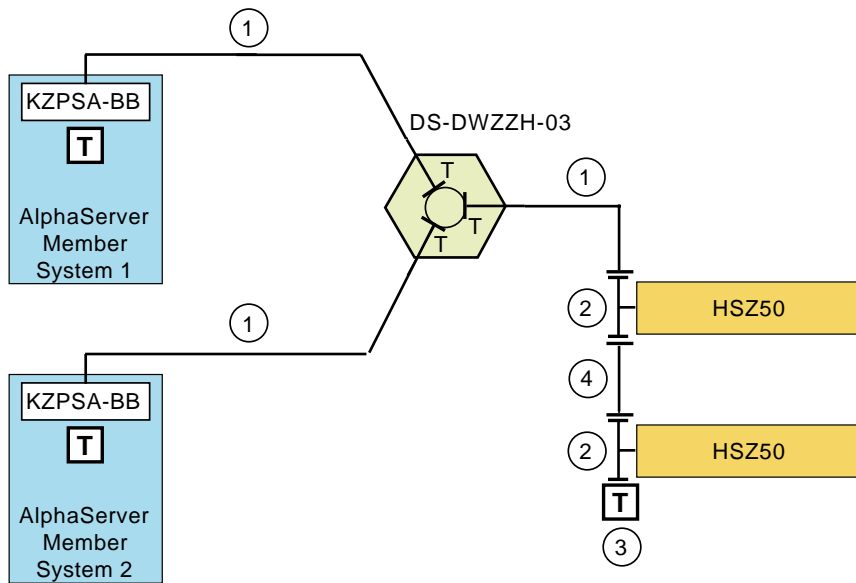 1
KZPSA-BB
T
AlphaServer
Member
System 1
DS-DWZZH-03
T
T
T
1
2
HSZ50
4
1
KZPSA-BB
T
AlphaServer
Member
System 2
2
HSZ50
T
3